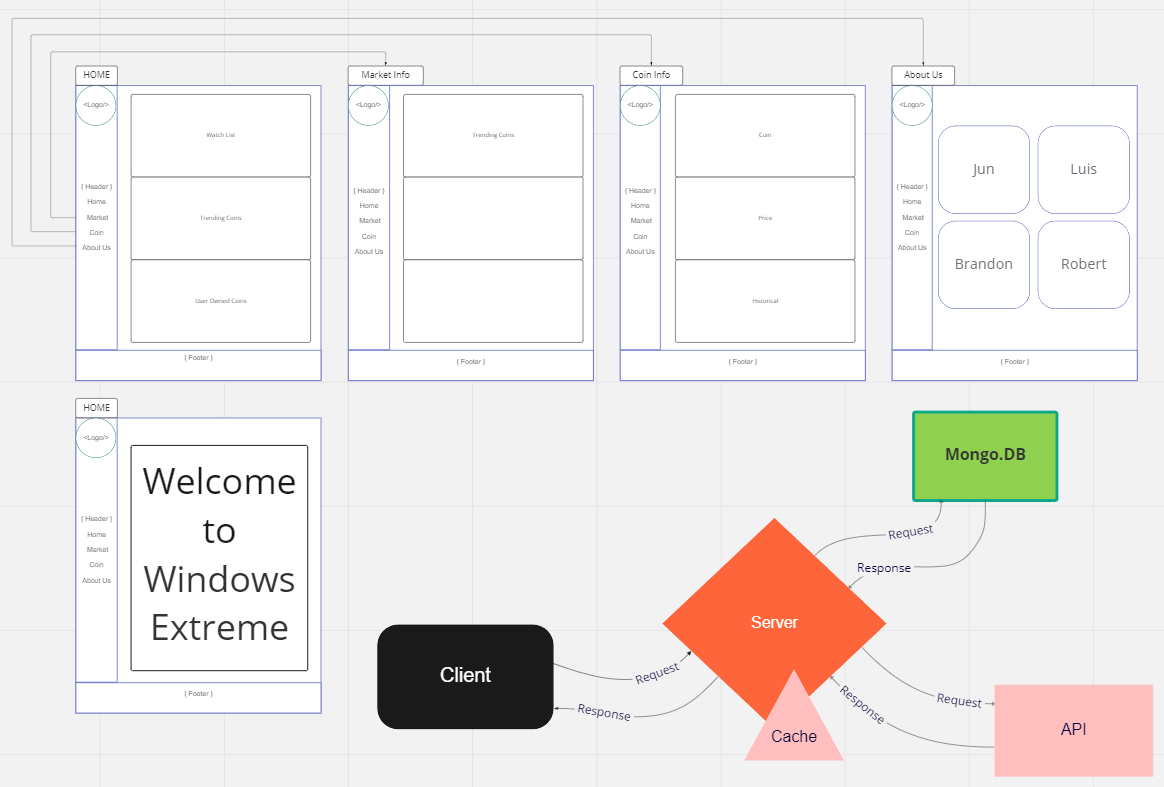 HOME
<Logo/>
Watch List
{ Header }
Home
Market
Coin
About Us
Trending Coins
User Owned Coins
{ Footer }
Market Info
<Logo/>
Trending Coins
{ Header }
Home
Market
Coin
About Us
{ Footer }
Coin Info
<Logo/>
Coin
{ Header }
Home
Market
Coin
About Us
Price
Historical
{ Footer }
About Us
<Logo/>
{ Header }
Home
Market
Coin
About Us
Jun
Luis
Brandon
Robert
{ Footer }
HOME
<Logo/>
{ Header }
Home
Market
Coin
About Us
Welcome
to
Windows
Extreme
{ Footer }
Mongo.DB
Request
Response
Server
Client
Request
Response
Cache
Request
Response
API